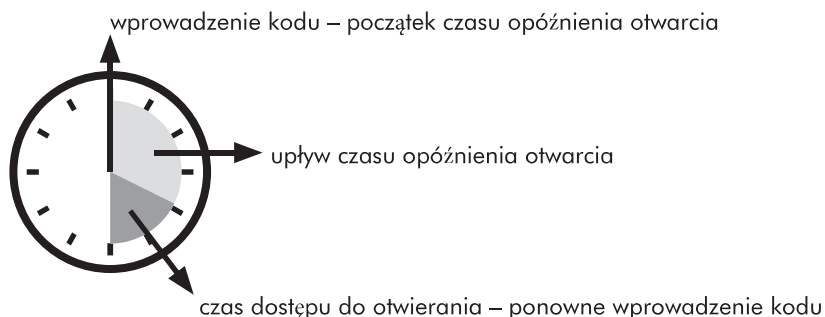 wprowadzenie kodu – początek czasu opóźnienia otwarcia
upływ czasu opóźnienia otwarcia
czas dostępu do otwierania – ponowne wprowadzenie kodu